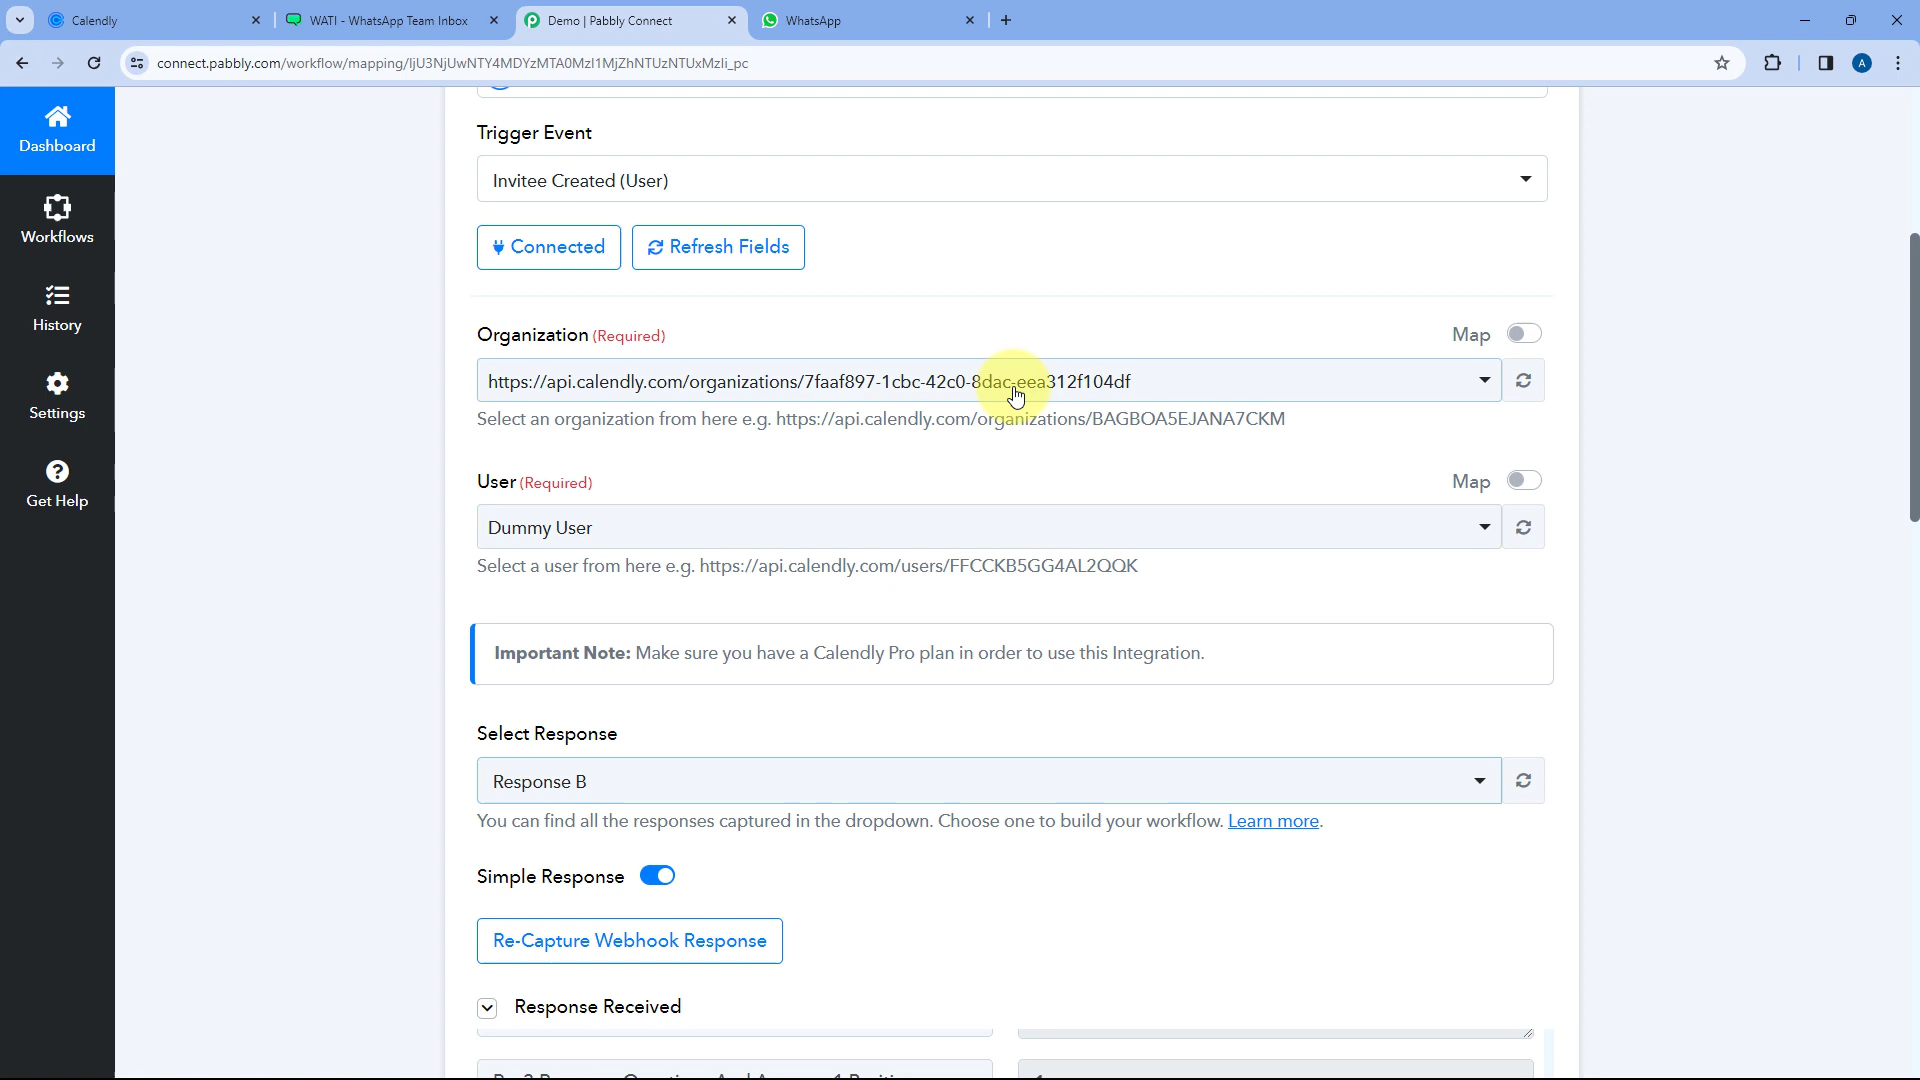 Calendly
WATI - WhatsApp Team Inbox
Demo | Pabbly Connect
WhatsApp
connect.pabbly.com/workflow/mapping/IjU3NjUwNTY4MDYzMTA0MzI1MjZhNTUzNTUxMzIi_pc
A
Dashboard
Workflows
History
Settings
Get Help
Trigger Event
Invitee Created (User)
Connected
Refresh Fields
Organization (Required)
Map
https://api.calendly.com/organizations/7faaf897-1cbc-42c0-8dac-eea312f104df
Select an organization from here e.g. https://api.calendly.com/organizations/BAGBOA5EJANA7CKM
User (Required)
Map
Dummy User
Select a user from here e.g. https://api.calendly.com/users/FFCCKB5GG4AL2QQK
Important Note: Make sure you have a Calendly Pro plan in order to use this Integration.
Select Response
Response B
You can find all the responses captured in the dropdown. Choose one to build your workflow. Learn more.
Simple Response
Re-Capture Webhook Response
Response Received